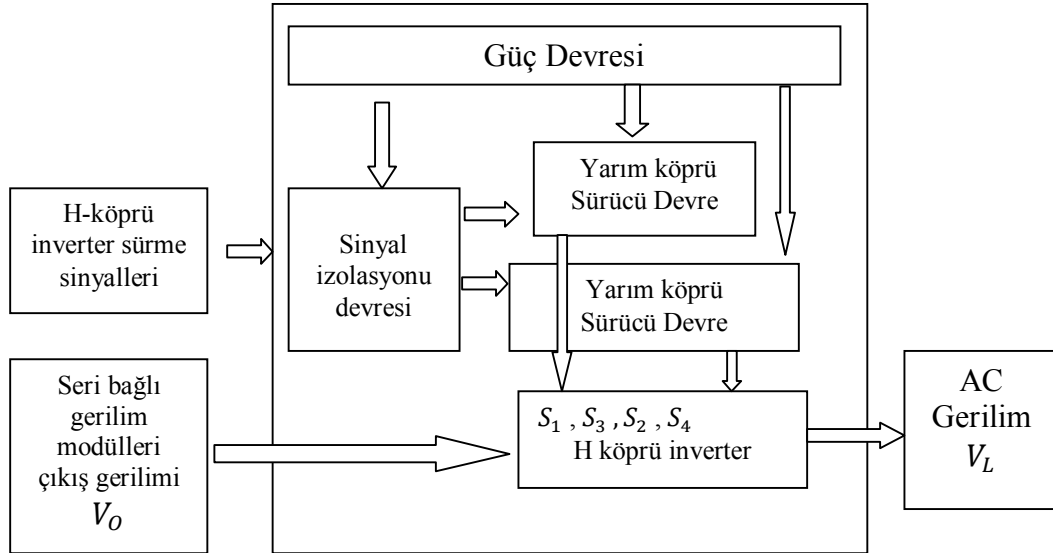 Güç Devresi
Yarım köprü
Sürücü Devre
H-köprü
inverter sürme
sinyalleri
Sinyal
izolasyonu
devresi
Yarım köprü
Sürücü Devre
Seri bağlı
gerilim
modülleri
çıkış gerilimi
V_O
S_1 , S_3 , S_2 , S_4
H köprü inverter
AC
Gerilim
V_L